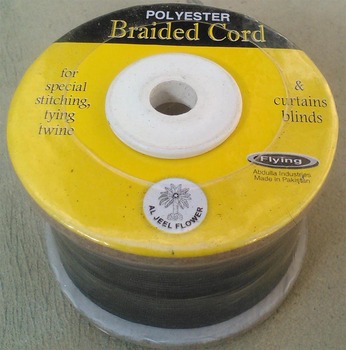 POLYESTER
Braided Cord
for
special
stitching,
tying
twine
&
curtains
blinds
Flying
Abdulla Industries
Made in Pakistan
AL JEEL FLOWER